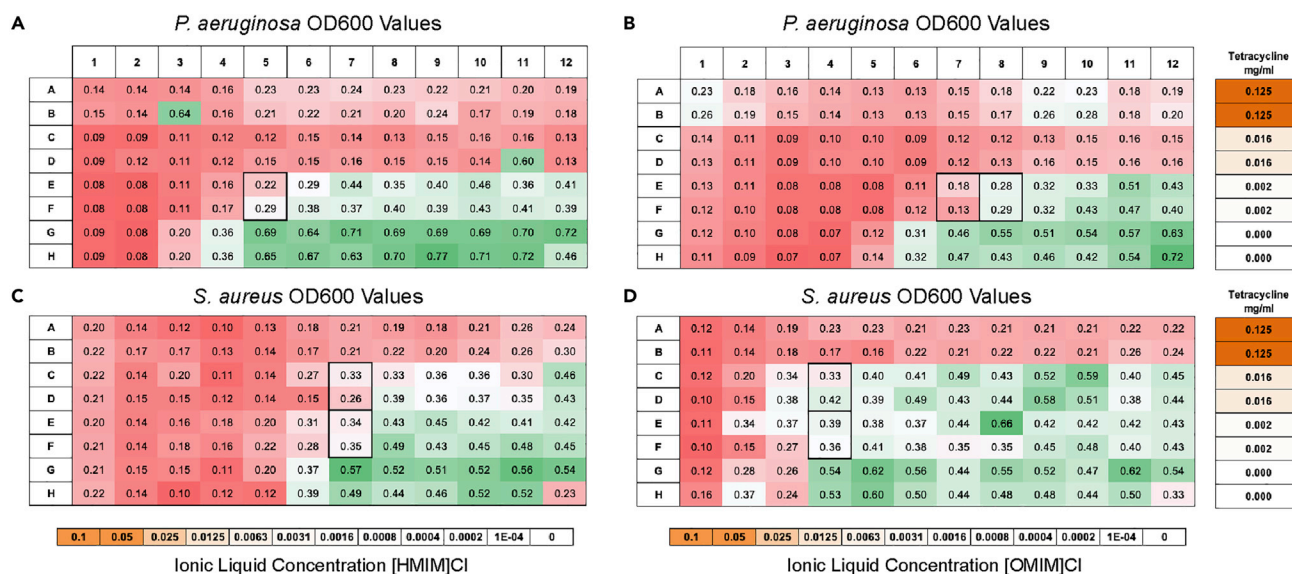 A P. aeruginosa OD600 Values
1 2 3 4 5 6 7 8 9 10 11 12
A 0.14 0.14 0.14 0.16 0.23 0.23 0.24 0.23 0.22 0.21 0.20 0.19
B 0.15 0.14 0.64 0.16 0.21 0.22 0.21 0.20 0.24 0.17 0.19 0.18
C 0.09 0.09 0.11 0.12 0.12 0.15 0.14 0.13 0.15 0.16 0.16 0.13
D 0.09 0.12 0.11 0.12 0.15 0.15 0.16 0.15 0.15 0.14 0.60 0.13
E 0.08 0.08 0.11 0.16 0.22 0.29 0.44 0.35 0.40 0.46 0.36 0.41
F 0.08 0.08 0.11 0.17 0.29 0.38 0.37 0.40 0.39 0.43 0.41 0.39
G 0.09 0.08 0.20 0.36 0.69 0.64 0.71 0.69 0.69 0.69 0.70 0.72
H 0.09 0.08 0.20 0.36 0.65 0.67 0.63 0.70 0.77 0.71 0.72 0.46
B P. aeruginosa OD600 Values
1 2 3 4 5 6 7 8 9 10 11 12
A 0.23 0.18 0.16 0.14 0.13 0.13 0.15 0.18 0.22 0.23 0.18 0.19
B 0.26 0.19 0.15 0.14 0.13 0.13 0.15 0.17 0.26 0.28 0.18 0.20
C 0.14 0.11 0.09 0.10 0.10 0.09 0.12 0.12 0.13 0.15 0.16 0.15
D 0.13 0.11 0.09 0.10 0.10 0.09 0.12 0.13 0.16 0.15 0.16 0.16
E 0.13 0.11 0.08 0.08 0.08 0.11 0.18 0.28 0.32 0.33 0.51 0.43
F 0.12 0.10 0.08 0.08 0.08 0.12 0.13 0.29 0.32 0.43 0.47 0.40
G 0.12 0.10 0.08 0.07 0.12 0.31 0.46 0.55 0.51 0.54 0.57 0.63
H 0.11 0.09 0.07 0.07 0.14 0.32 0.47 0.43 0.46 0.42 0.54 0.72
Tetracycline
mg/ml
0.125
0.125
0.016
0.016
0.002
0.002
0.000
0.000
C S. aureus OD600 Values
A 0.20 0.14 0.12 0.10 0.13 0.18 0.21 0.19 0.18 0.21 0.26 0.24
B 0.22 0.17 0.17 0.13 0.14 0.17 0.21 0.22 0.20 0.24 0.26 0.30
C 0.22 0.14 0.20 0.11 0.14 0.27 0.33 0.33 0.36 0.36 0.30 0.46
D 0.21 0.15 0.15 0.12 0.14 0.15 0.26 0.39 0.36 0.37 0.35 0.43
E 0.21 0.14 0.16 0.18 0.20 0.31 0.34 0.43 0.45 0.42 0.41 0.42
F 0.21 0.14 0.18 0.16 0.22 0.28 0.35 0.49 0.43 0.45 0.48 0.45
G 0.21 0.15 0.15 0.11 0.20 0.37 0.57 0.52 0.51 0.52 0.56 0.54
H 0.22 0.14 0.10 0.12 0.12 0.39 0.49 0.44 0.46 0.52 0.52 0.23
0.1 0.05 0.025 0.0125 0.0063 0.0031 0.0016 0.0008 0.0004 0.0002 1E-04 0
Ionic Liquid Concentration [HMIM]Cl
D S. aureus OD600 Values
A 0.12 0.14 0.19 0.23 0.23 0.21 0.23 0.21 0.21 0.21 0.22 0.22
B 0.11 0.14 0.18 0.17 0.16 0.22 0.21 0.22 0.22 0.21 0.26 0.24
C 0.12 0.20 0.34 0.33 0.40 0.41 0.49 0.43 0.52 0.59 0.40 0.45
D 0.10 0.15 0.38 0.42 0.39 0.49 0.43 0.44 0.58 0.51 0.38 0.44
E 0.11 0.34 0.37 0.39 0.38 0.37 0.44 0.66 0.42 0.42 0.42 0.43
F 0.10 0.15 0.27 0.36 0.41 0.38 0.35 0.35 0.45 0.48 0.40 0.43
G 0.12 0.28 0.26 0.54 0.62 0.56 0.44 0.55 0.52 0.47 0.62 0.54
H 0.16 0.37 0.24 0.53 0.60 0.50 0.44 0.48 0.48 0.44 0.50 0.33
0.1 0.05 0.025 0.0125 0.0063 0.0031 0.0016 0.0008 0.0004 0.0002 1E-04 0
Ionic Liquid Concentration [OMIM]Cl
Tetracycline
mg/ml
0.125
0.125
0.016
0.016
0.002
0.002
0.000
0.000